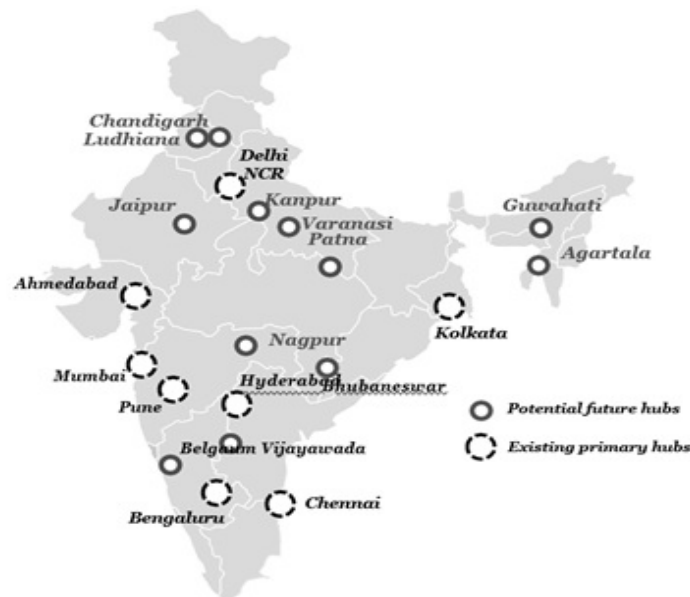 Chandigarh
Ludhiana
Delhi
NCR
Kanpur
Jaipur
Varanasi
Patna
Guwahati
Agartala
Ahmedabad
Kolkata
Nagpur
Mumbai
Hyderabad
Bhubaneswar
Pune
Potential future hubs
Belgaum Vijayawada
Existing primary hubs
Bengaluru
Chennai